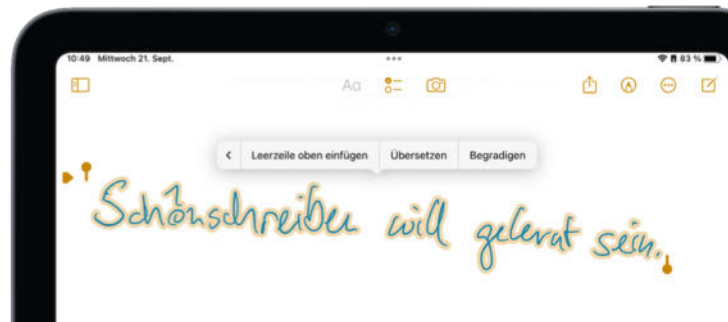 10:49 Mittwoch 21. Sept.
83 %
Aa
Leerzeile oben einfügen Übersetzen Begradigen
Schönschreiben will gelernt sein.